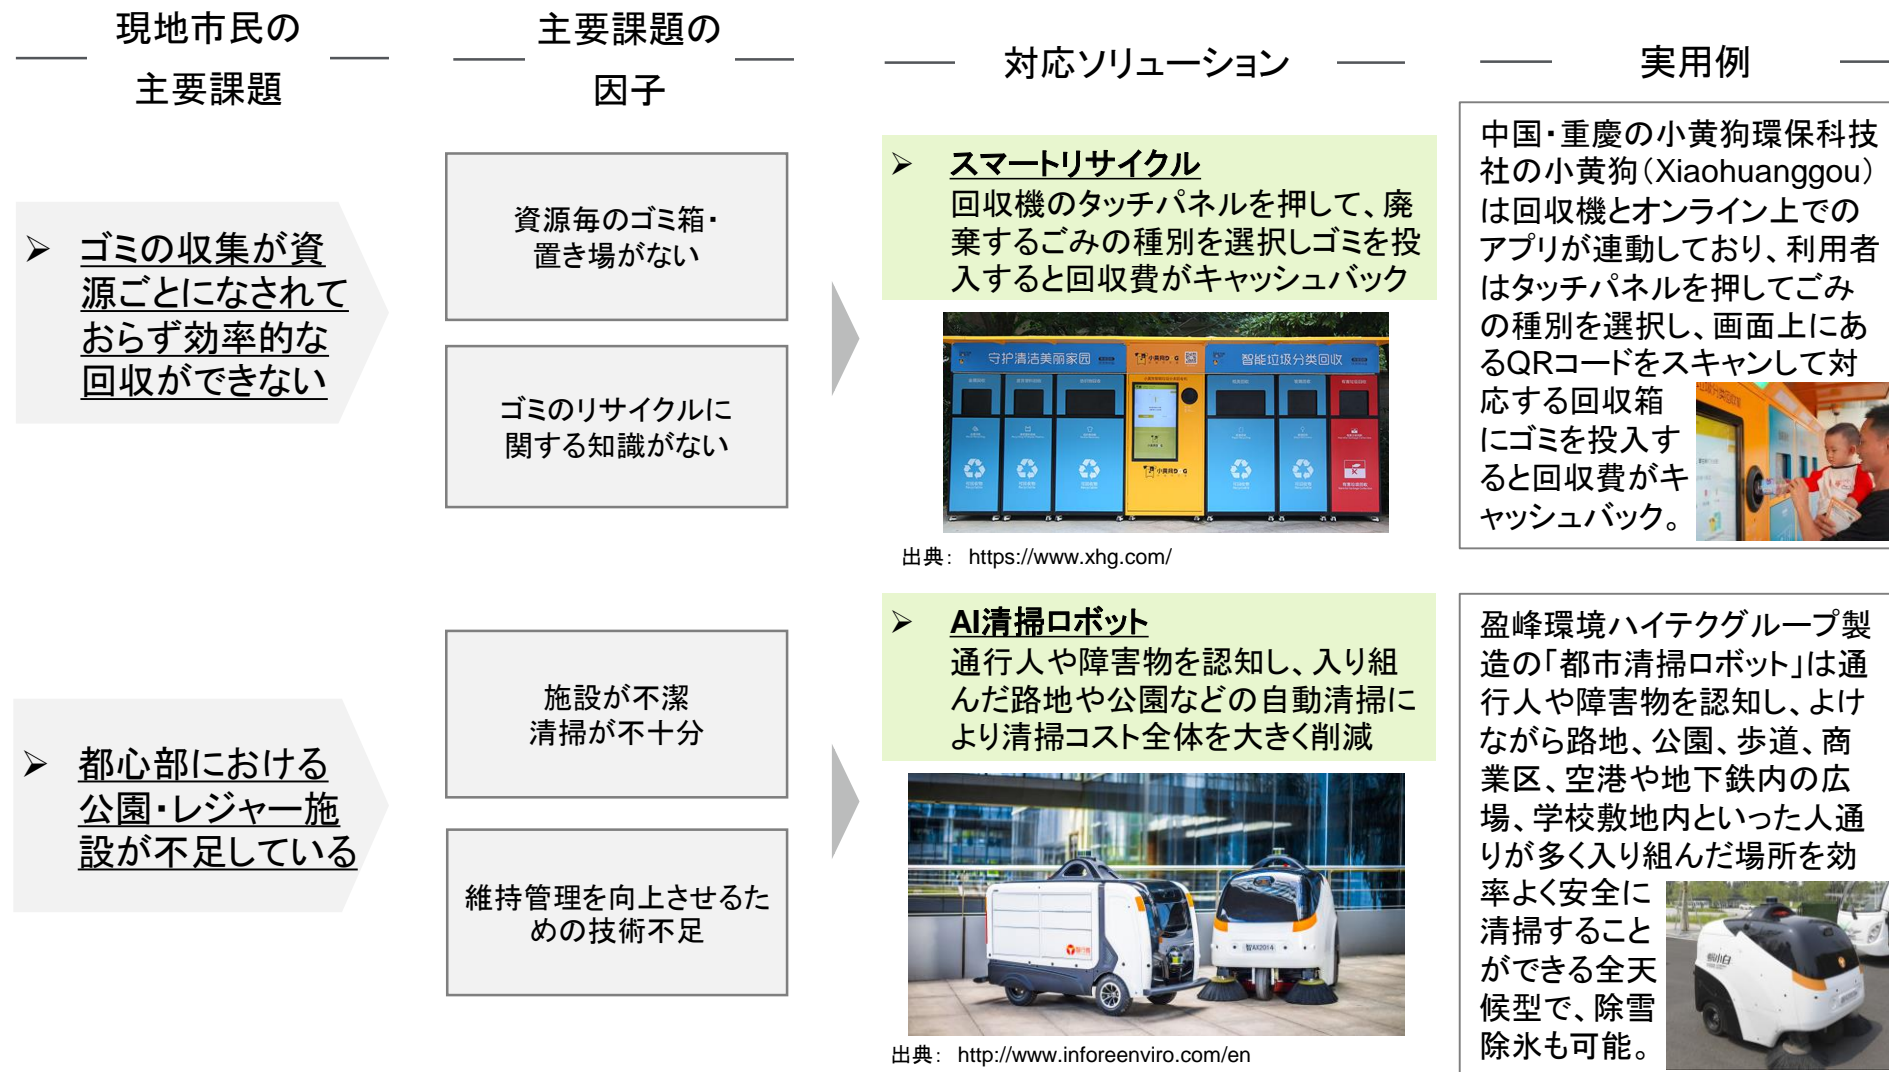 現地市民の
主要課題
主要課題の
因子
対応ソリューション
実用例
➢ ゴミの収集が資
源ごとになされて
おらず効率的な
回収ができない
資源毎のゴミ箱・
置き場がない
ゴミのリサイクルに
関する知識がない
➢ スマートリサイクル
回収機のタッチパネルを押して、廃
棄するごみの種別を選択しゴミを投
入すると回収費がキャッシュバック
守护清洁美丽家园
小黄狗
智能垃圾分类回收
小黄狗
出典: https://www.xhg.com/
中国・重慶の小黄狗環保科技
社の小黄狗(Xiaohuanggou)
は回収機とオンライン上での
アプリが連動しており、利用者
はタッチパネルを押してごみ
の種別を選択し、画面上にあ
るQRコードをスキャンして対
応する回収箱
にゴミを投入す
ると回収費がキ
ャッシュバック。
➢ 都心部における
公園・レジャー施
設が不足している
施設が不潔
清掃が不十分
維持管理を向上させるた
めの技術不足
➢ AI清掃ロボット
通行人や障害物を認知し、入り組
んだ路地や公園などの自動清掃に
より清掃コスト全体を大きく削減
智AX2014
出典: http://www.inforeenviro.com/en
盈峰環境ハイテクグループ製
造の「都市清掃ロボット」は通
行人や障害物を認知し、よけ
ながら路地、公園、歩道、商
業区、空港や地下鉄内の広
場、学校敷地内といった人通
りが多く入り組んだ場所を効
率よく安全に
清掃すること
ができる全天
候型で、除雪
除氷も可能。